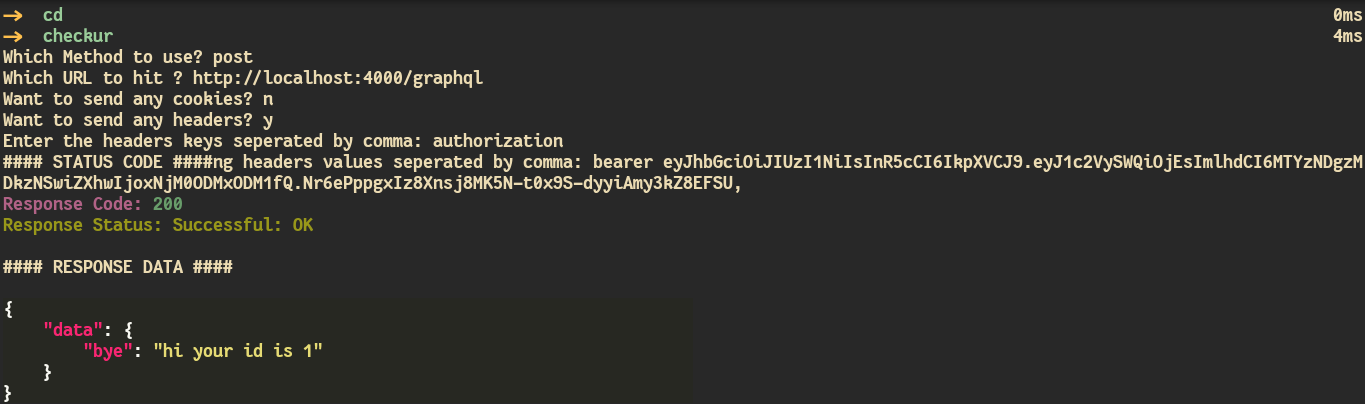 → cd 0ms
→ checkur 4ms
Which Method to use? post
Which URL to hit ? http://localhost:4000/graphql
Want to send any cookies? n
Want to send any headers? y
Enter the headers keys seperated by comma: authorization
#### STATUS CODE ####ng headers values seperated by comma: bearer eyJhbGciOiJIUzI1NiIsInR5cCI6IkpXVCJ9.eyJ1c2VySWQiOjEsImlhdCI6MTYzNDgzM
DkzNSwiZXhwIjoxNjM0ODMxODM1fQ.Nr6ePppgxIz8Xnsj8MK5N-t0x9S-dyyiAmy3kZ8EFSU,
Response Code: 200
Response Status: Successful: OK
#### RESPONSE DATA ####
{
    "data": {
        "bye": "hi your id is 1"
    }
}